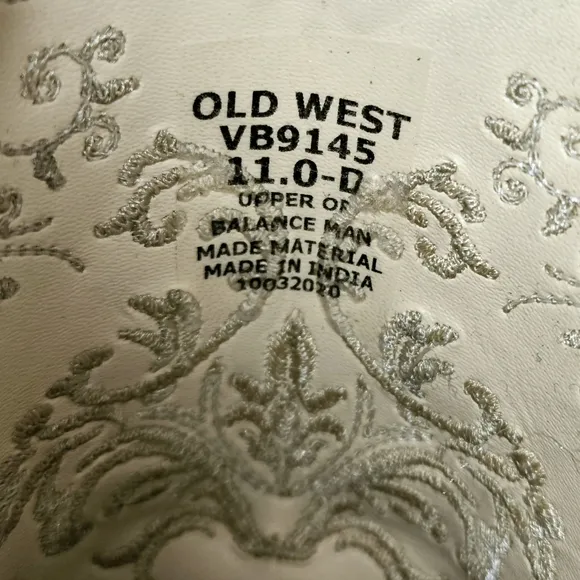 OLD WEST
VB9145
11.0-D
UPPER OF
BALANCE MAN
MADE MATERIAL
MADE IN INDIA
10032020